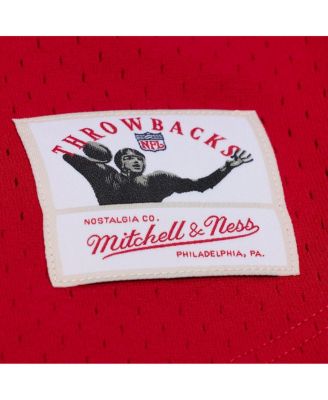 THROWBACKS
NFL
NOSTALGIA CO.
Mitchell & Ness
PHILADELPHIA, PA.